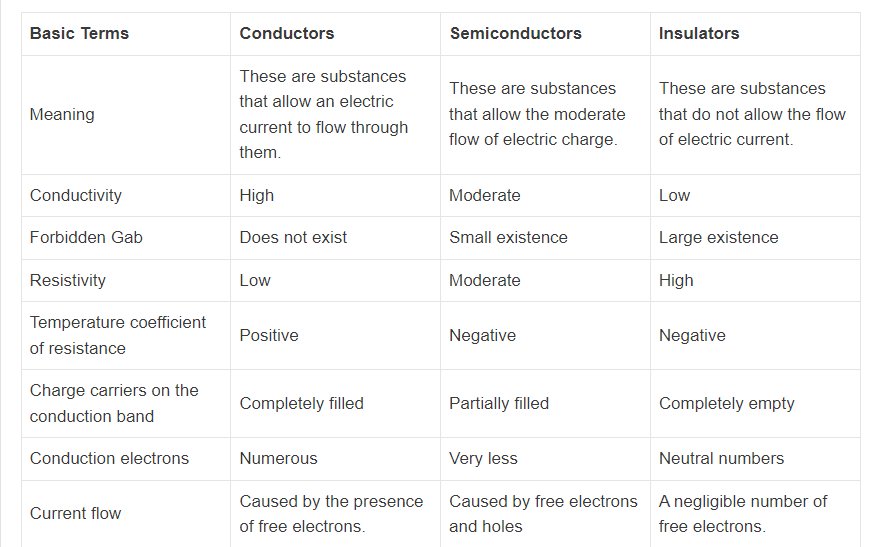 Basic Terms
Conductors
Semiconductors
Insulators
Meaning
These are substances
that allow an electric
current to flow through
them.
These are substances
that allow the moderate
flow of electric charge.
These are substances
that do not allow the flow
of electric current.
Conductivity
High
Moderate
Low
Forbidden Gab
Does not exist
Small existence
Large existence
Resistivity
Low
Moderate
High
Temperature coefficient
of resistance
Positive
Negative
Negative
Charge carriers on the
conduction band
Completely filled
Partially filled
Completely empty
Conduction electrons
Numerous
Very less
Neutral numbers
Current flow
Caused by the presence
of free electrons.
Caused by free electrons
and holes
A negligible number of
free electrons.